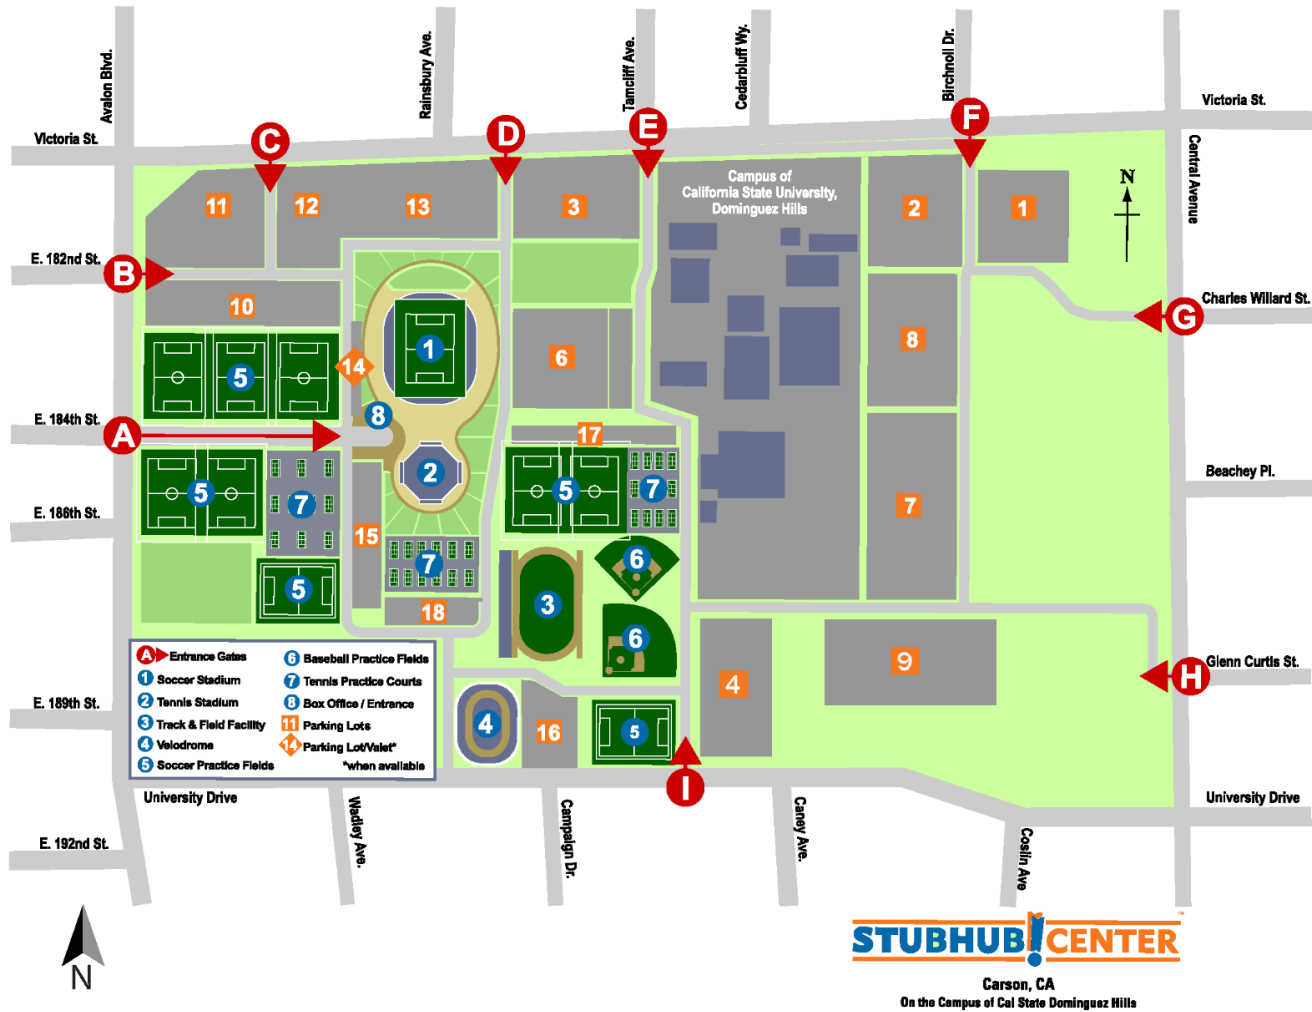 Avalon Blvd.
Rainsbury Ave.
Tamcliff Ave.
Cedarbluff Wy.
Birchnoll Dr.
Victoria St.
Victoria St.
Central Avenue
C
D
E
F
Campus of
California State University,
Dominguez Hills
N
11
12
13
3
2
1
E. 182nd St.
B
10
Charles Willard St.
G
1
6
8
5
14
8
E. 184th St.
A
17
2
5
7
5
7
7
Beachey Pl.
E. 186th St.
15
6
7
5
3
18
6
A Entrance Gates
1 Soccer Stadium
2 Tennis Stadium
3 Track & Field Facility
4 Velodrome
5 Soccer Practice Fields
6 Baseball Practice Fields
7 Tennis Practice Courts
8 Box Office / Entrance
11 Parking Lots
14 Parking Lot/Valet*
*when available
4
9
H
Glenn Curtis St.
E. 189th St.
4
16
5
I
University Drive
University Drive
Wadley Ave.
Campaign Dr.
Caney Ave.
Coslin Ave
E. 192nd St.
N
STUBHUB! CENTER™
Carson, CA
On the Campus of Cal State Dominguez Hills